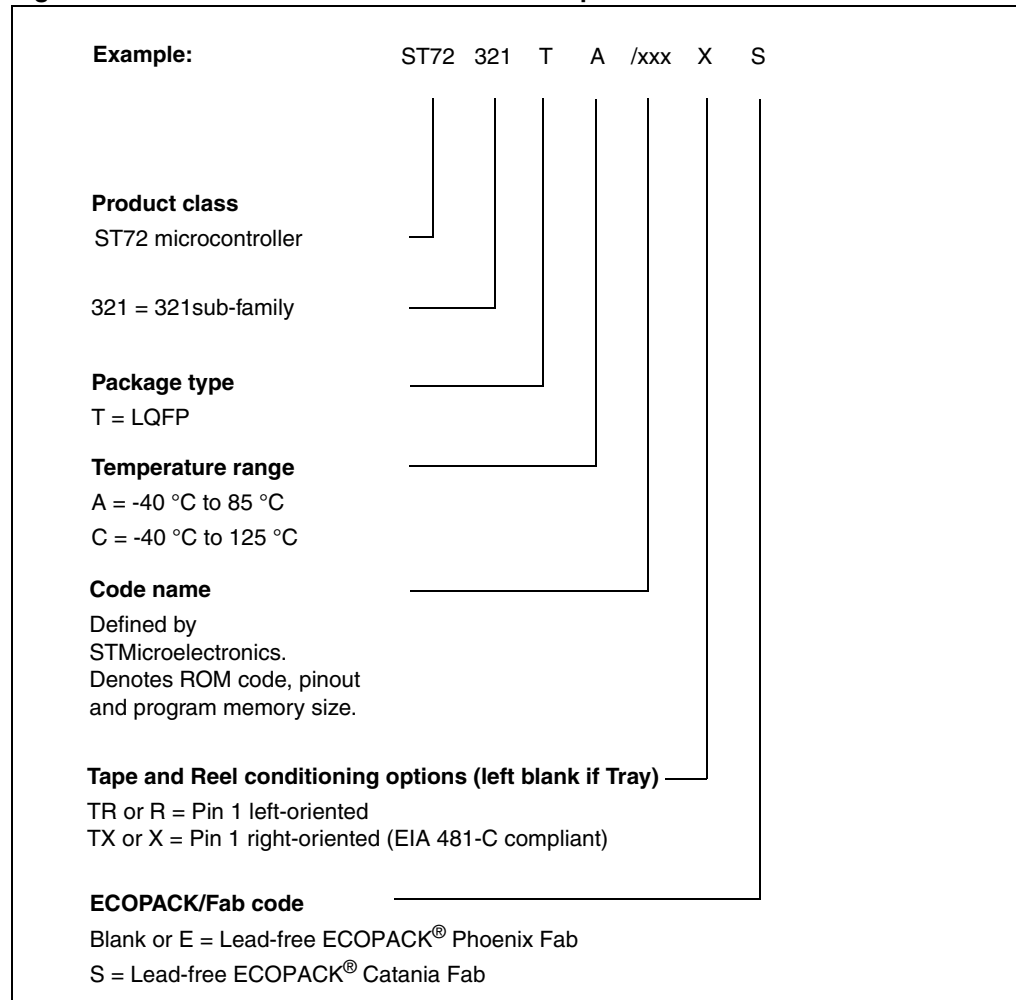 Example:
ST72 321 T A /xxx X S
Product class
ST72 microcontroller
321 = 321sub-family
Package type
T = LQFP
Temperature range
A = -40 °C to 85 °C
C = -40 °C to 125 °C
Code name
Defined by
STMicroelectronics.
Denotes ROM code, pinout
and program memory size.
Tape and Reel conditioning options (left blank if Tray)
TR or R = Pin 1 left-oriented
TX or X = Pin 1 right-oriented (EIA 481-C compliant)
ECOPACK/Fab code
Blank or E = Lead-free ECOPACK® Phoenix Fab
S = Lead-free ECOPACK® Catania Fab